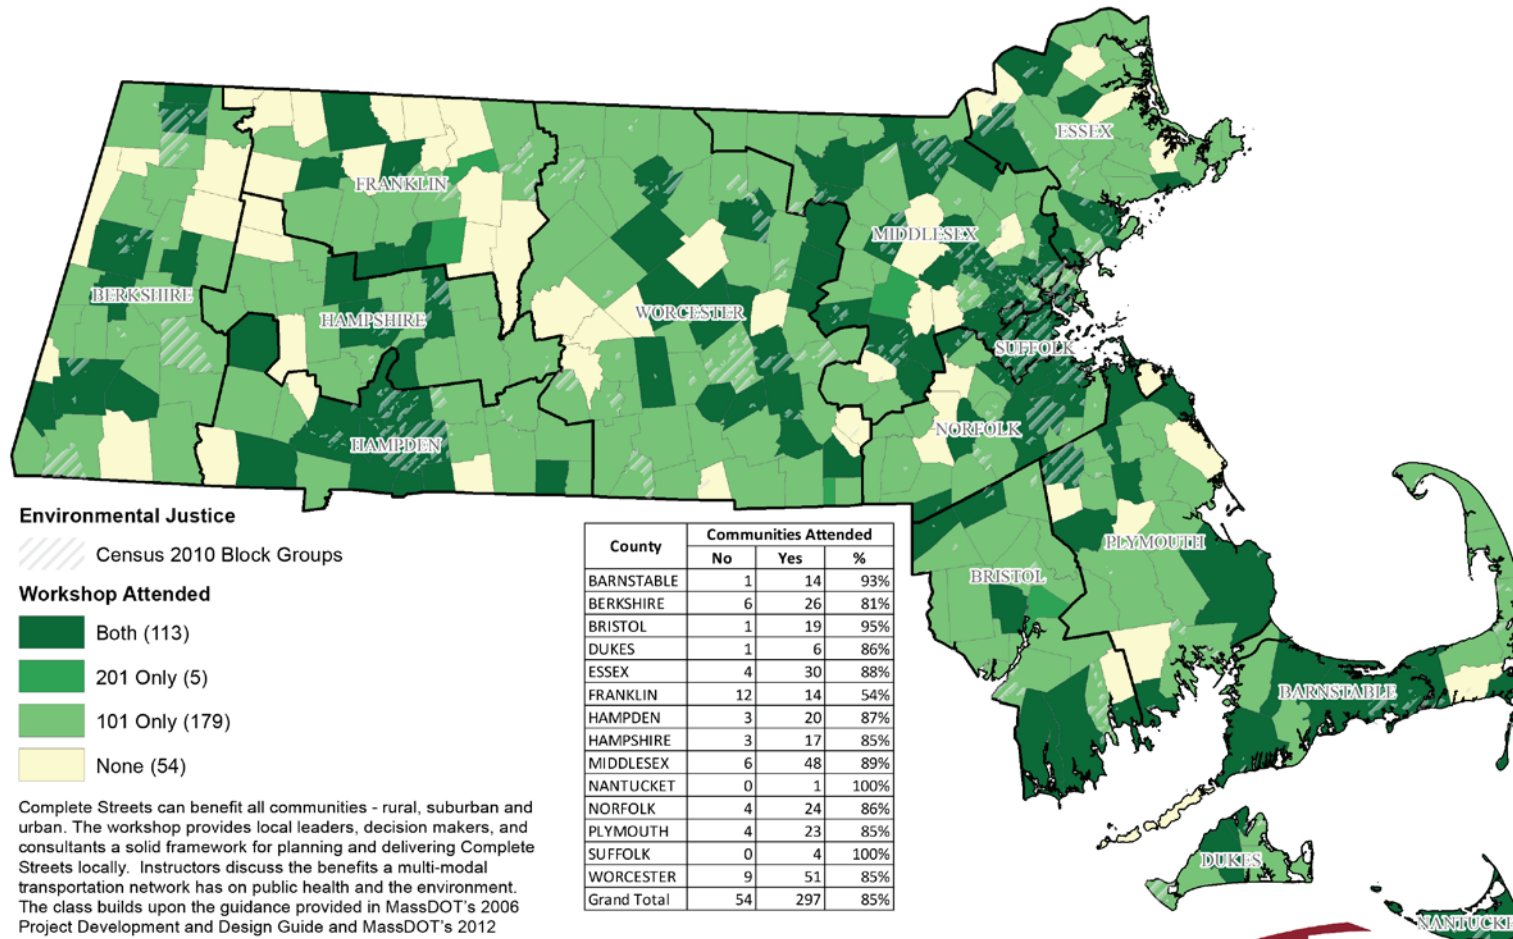 ESSEX
FRANKLIN
MIDDLESEX
BERKSHIRE
HAMPSHIRE
WORCESTER
SUFFOLK
HAMPDEN
NORFOLK
PLYMOUTH
BRISTOL
BARNSTABLE
DUKES
NANTUCKE
Environmental Justice
Census 2010 Block Groups
Workshop Attended
Both (113)
201 Only (5)
101 Only (179)
None (54)
Complete Streets can benefit all communities - rural, suburban and
urban. The workshop provides local leaders, decision makers, and
consultants a solid framework for planning and delivering Complete
Streets locally.  Instructors discuss the benefits a multi-modal
transportation network has on public health and the environment.
The class builds upon the guidance provided in MassDOT's 2006
Project Development and Design Guide and MassDOT's 2012
County Communities Attended
No Yes %
BARNSTABLE 1 14 93%
BERKSHIRE 6 26 81%
BRISTOL 1 19 95%
DUKES 1 6 86%
ESSEX 4 30 88%
FRANKLIN 12 14 54%
HAMPDEN 3 20 87%
HAMPSHIRE 3 17 85%
MIDDLESEX 6 48 89%
NANTUCKET 0 1 100%
NORFOLK 4 24 86%
PLYMOUTH 4 23 85%
SUFFOLK 0 4 100%
WORCESTER 9 51 85%
Grand Total 54 297 85%